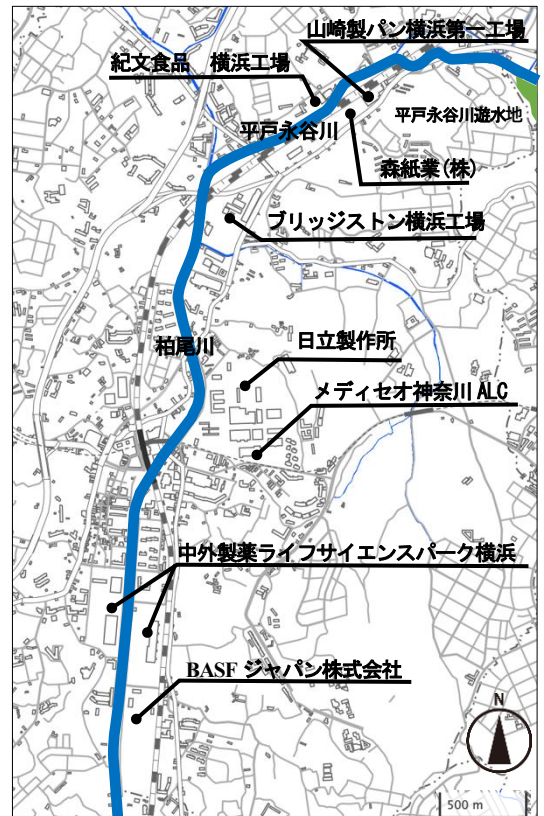 山崎製パン横浜第一工場
紀文食品　横浜工場
平戸永谷川遊水地
平戸永谷川
森紙業(株)
ブリッジストン横浜工場
日立製作所
柏尾川
メディセオ神奈川 ALC
中外製薬ライフサイエンスパーク横浜
BASF ジャパン株式会社
N
500 m